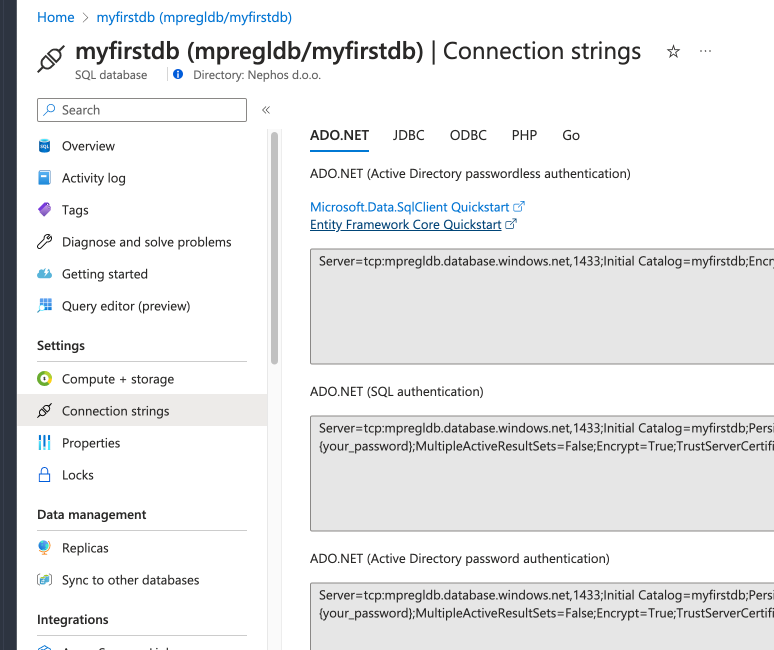 Home > myfirstdb (mpregldb/myfirstdb)
myfirstdb (mpregldb/myfirstdb) | Connection strings
SQL database
Directory: Nephos d.o.o.
Search
Overview
Activity log
Tags
Diagnose and solve problems
Getting started
Query editor (preview)
Settings
Compute + storage
Connection strings
Properties
Locks
Data management
Replicas
Sync to other databases
Integrations
ADO.NET JDBC ODBC PHP Go
ADO.NET (Active Directory passwordless authentication)
Microsoft.Data.SqlClient Quickstart
Entity Framework Core Quickstart
Server=tcp:mpregldb.database.windows.net,1433;Initial Catalog=myfirstdb;Encry
ADO.NET (SQL authentication)
Server=tcp:mpregldb.database.windows.net,1433;Initial Catalog=myfirstdb;Persi
{your_password};MultipleActiveResultSets=False;Encrypt=True;TrustServerCertifi
ADO.NET (Active Directory password authentication)
Server=tcp:mpregldb.database.windows.net,1433;Initial Catalog=myfirstdb;Persi
{your_password};MultipleActiveResultSets=False;Encrypt=True;TrustServerCertifi